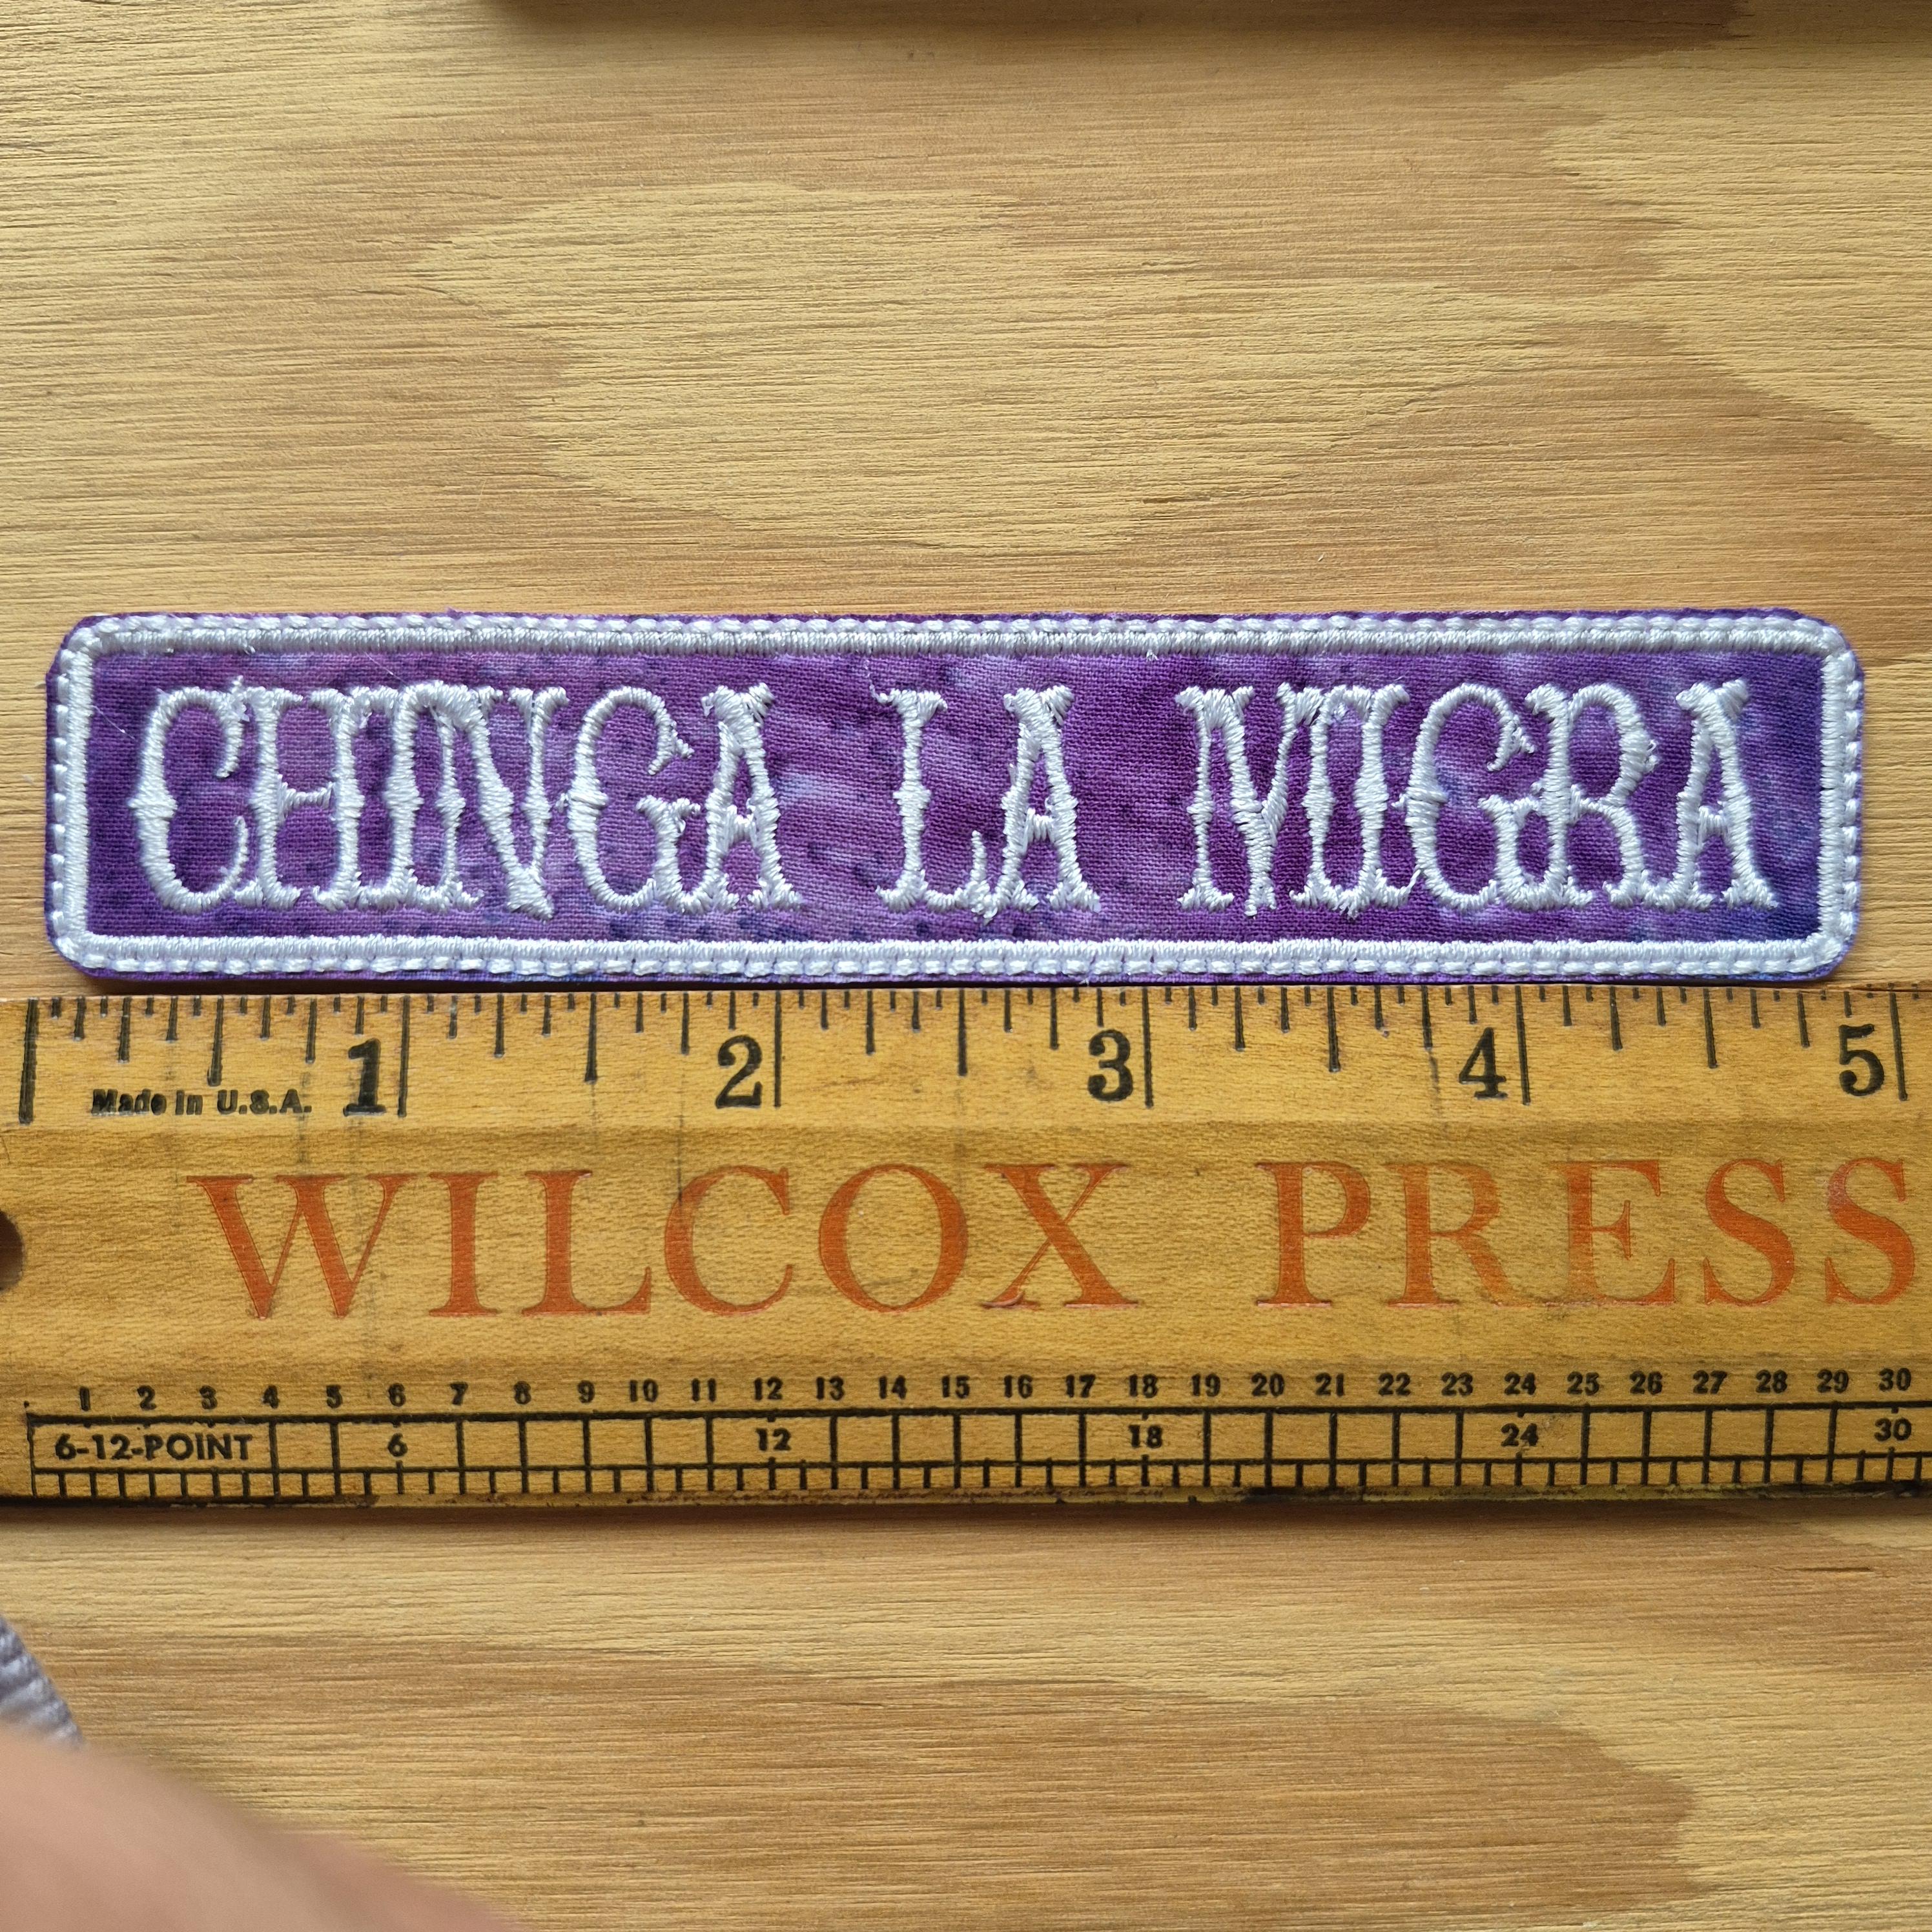 CHINGA LA MIGRA
1 2 3 4 5
Made in U.S.A.
WILCOX PRESS
1 2 3 4 5 6 7 8 9 10 11 12 13 14 15 16 17 18 19 20 21 22 23 24 25 26 27 28 29 30
6-12-POINT 6 12 18 24 30